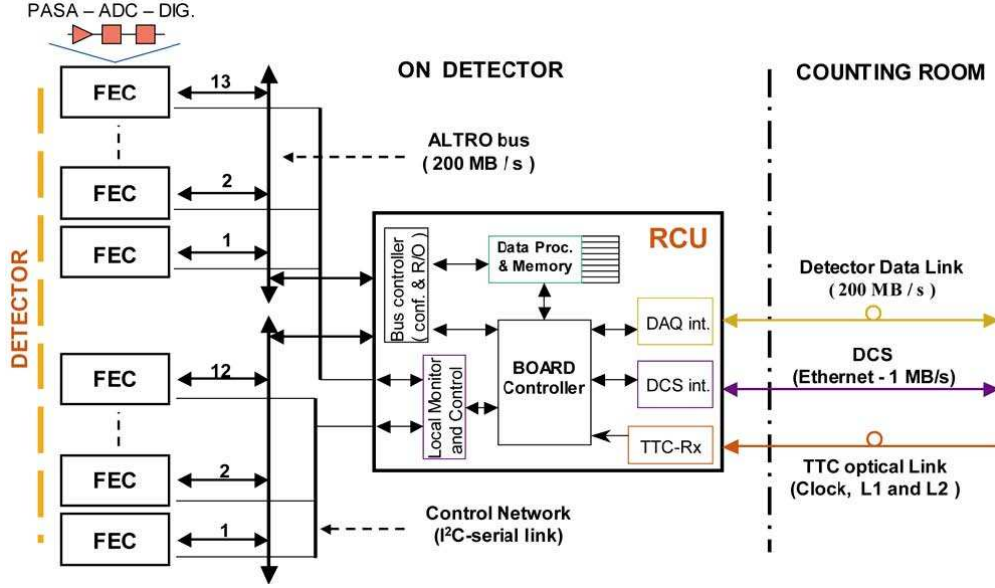 PASA – ADC – DIG.
ON DETECTOR
COUNTING ROOM
FEC
13
ALTRO bus
( 200 MB / s )
FEC
2
FEC
1
DETECTOR
RCU
Bus controller
( conf. & R/O )
Data Proc.
& Memory
Detector Data Link
( 200 MB / s )
DAQ int.
BOARD
Controller
DCS
(Ethernet - 1 MB/s)
DCS int.
FEC
12
Local Monitor
and Control
TTC-Rx
TTC optical Link
(Clock, L1 and L2 )
FEC
2
Control Network
(I²C-serial link)
FEC
1